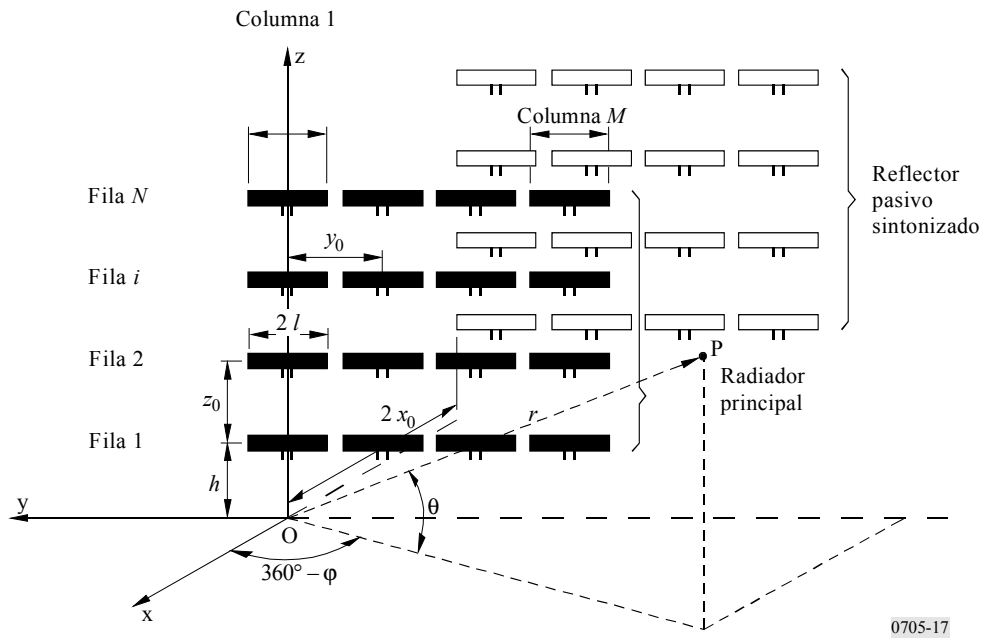 Columna 1
z
Columna M
Fila N
Reflector
pasivo
sintonizado
y₀
Fila i
2 l
Fila 2
P
Radiador
principal
z₀
2 x₀
r
Fila 1
h
θ
y
O
360° – φ
x
0705-17